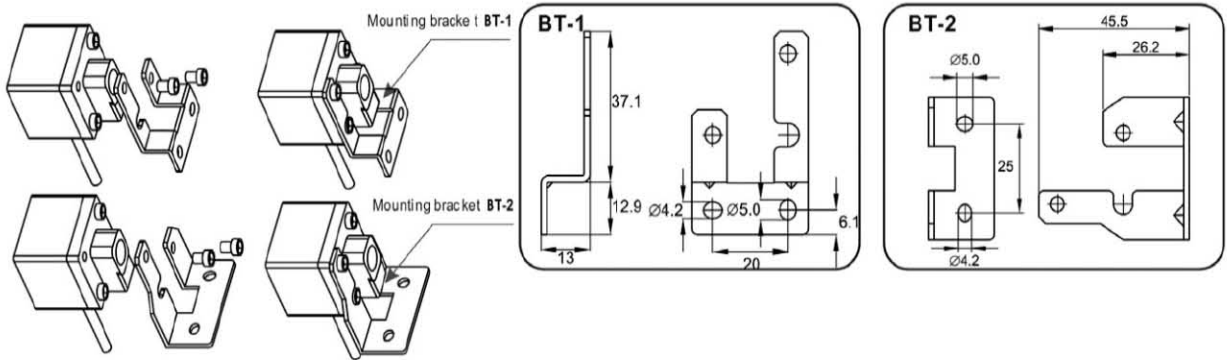 Mounting bracke t BT-1
Mounting bracket BT-2
BT-1
37.1
12.9
Ø4.2
Ø5.0
6.1
13
20
BT-2
45.5
26.2
Ø5.0
25
Ø4.2